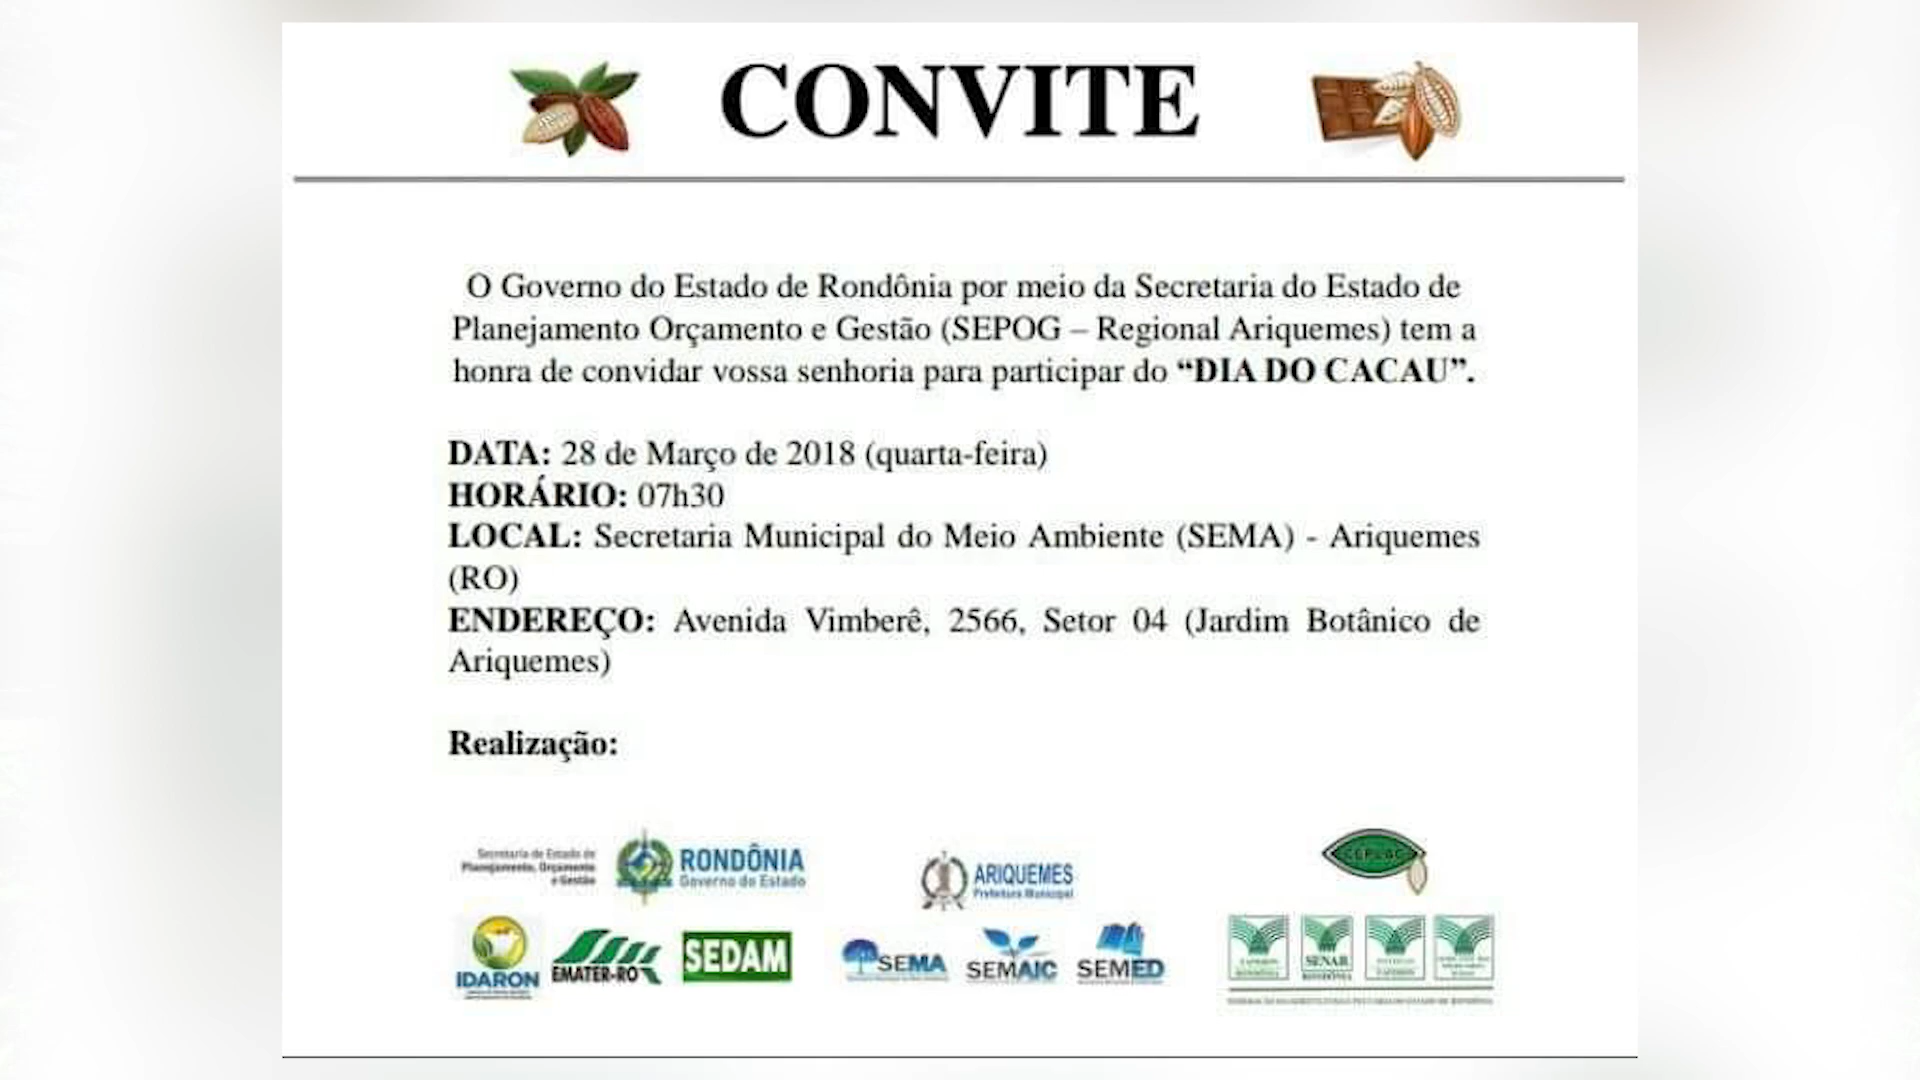 CONVITE
O Governo do Estado de Rondônia por meio da Secretaria do Estado de
Planejamento Orçamento e Gestão (SEPOG – Regional Ariquemes) tem a
honra de convidar vossa senhoria para participar do “DIA DO CACAU”.
DATA: 28 de Março de 2018 (quarta-feira)
HORÁRIO: 07h30
LOCAL: Secretaria Municipal do Meio Ambiente (SEMA) - Ariquemes
(RO)
ENDEREÇO: Avenida Vimberê, 2566, Setor 04 (Jardim Botânico de
Ariquemes)
Realização:
Secretaria de Estado de
Planejamento, Orçamento
e Gestão
RONDÔNIA
Governo do Estado
ARIQUEMES
Prefeitura Municipal
CEPLAC
IDARON
EMATER-RO
SEDAM
SEMA
SEMAIC
SEMED
SENAR
RONDÔNIA